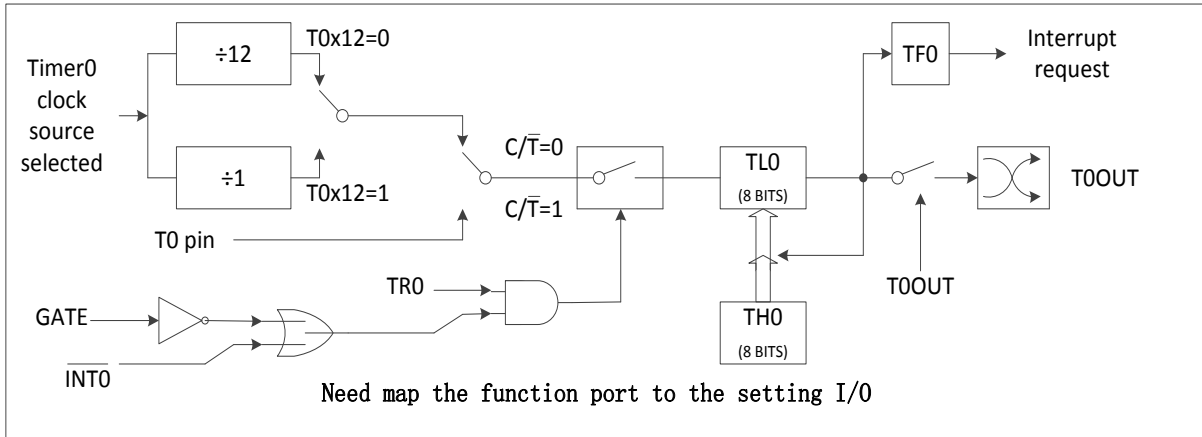 Timer0
clock
source
selected
÷12
÷1
T0x12=0
T0x12=1
T0 pin
C/T̅=0
C/T̅=1
GATE
I̅N̅T̅0̅
TR0
TL0
(8 BITS)
TH0
(8 BITS)
TF0
Interrupt
request
T0OUT
T0OUT
Need map the function port to the setting I/O